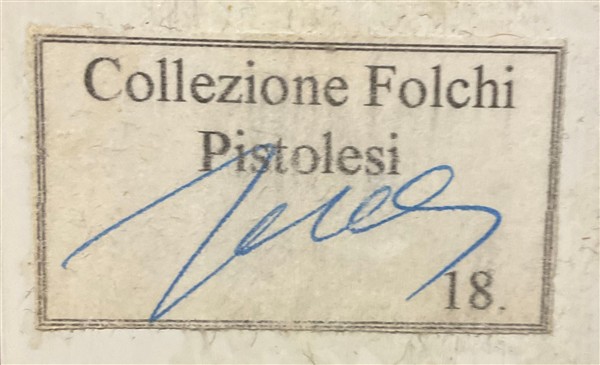 Collezione Folchi
Pistolesi
18.